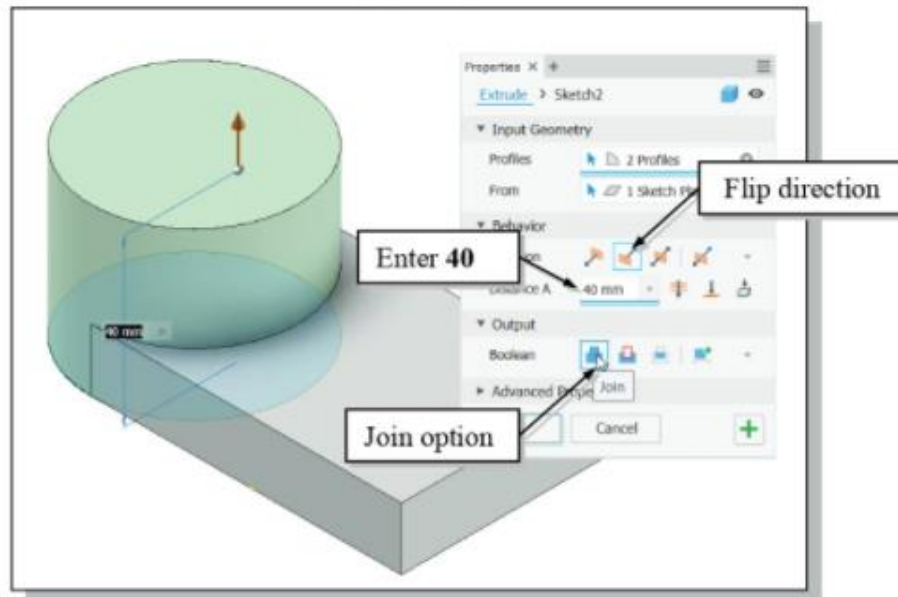 Properties × +
Extrude > Sketch2
▼ Input Geometry
Profiles 2 Profiles
From 1 Sketch
Flip direction
▼ Behavior
Enter 40
Distance A 40 mm
40 mm
▼ Output
Boolean
Join
▶ Advanced
Join option
Cancel